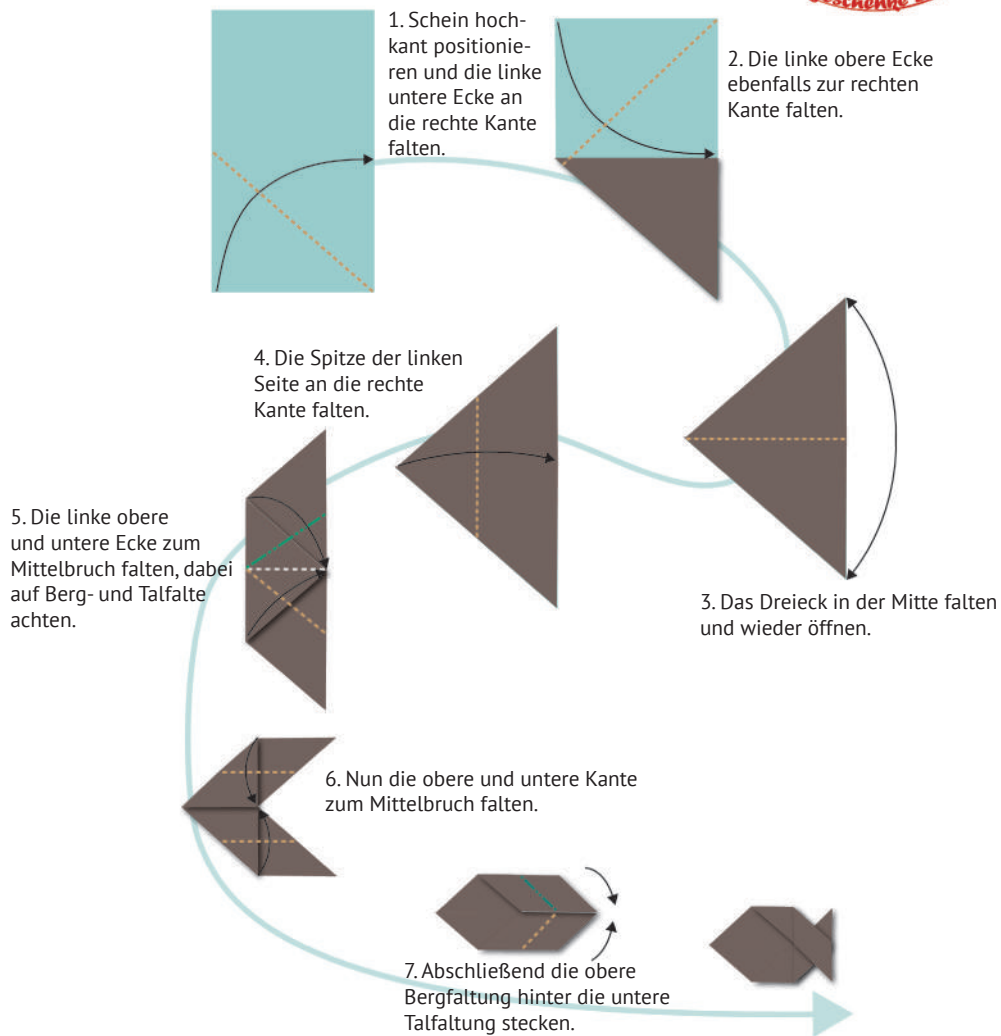 1. Schein hoch-
kant positionie-
ren und die linke
untere Ecke an
die rechte Kante
falten.
2. Die linke obere Ecke
ebenfalls zur rechten
Kante falten.
3. Das Dreieck in der Mitte falten
und wieder öffnen.
4. Die Spitze der linken
Seite an die rechte
Kante falten.
5. Die linke obere
und untere Ecke zum
Mittelbruch falten, dabei
auf Berg- und Talfalte
achten.
6. Nun die obere und untere Kante
zum Mittelbruch falten.
7. Abschließend die obere
Bergfaltung hinter die untere
Talfaltung stecken.